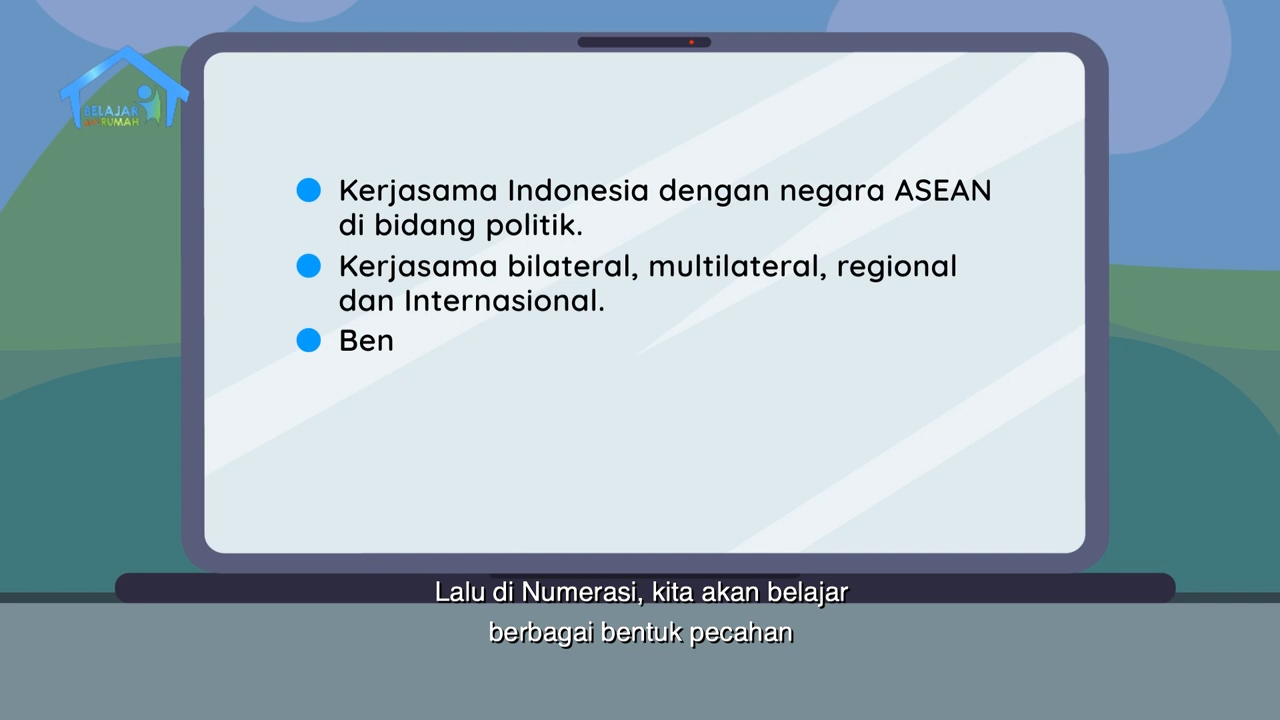 BELAJAR
DARI RUMAH
Kerjasama Indonesia dengan negara ASEAN
di bidang politik.
Kerjasama bilateral, multilateral, regional
dan Internasional.
Ben
Lalu di Numerasi, kita akan belajar
berbagai bentuk pecahan